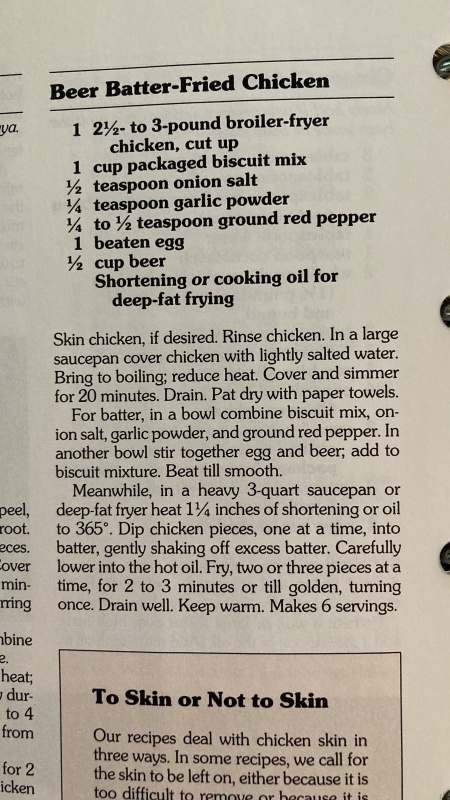 Beer Batter-Fried Chicken
1 2½- to 3-pound broiler-fryer
chicken, cut up
1 cup packaged biscuit mix
½ teaspoon onion salt
¼ teaspoon garlic powder
¼ to ½ teaspoon ground red pepper
1 beaten egg
½ cup beer
Shortening or cooking oil for
deep-fat frying
Skin chicken, if desired. Rinse chicken. In a large
saucepan cover chicken with lightly salted water.
Bring to boiling; reduce heat. Cover and simmer
for 20 minutes. Drain. Pat dry with paper towels.
For batter, in a bowl combine biscuit mix, on-
ion salt, garlic powder, and ground red pepper. In
another bowl stir together egg and beer; add to
biscuit mixture. Beat till smooth.
Meanwhile, in a heavy 3-quart saucepan or
deep-fat fryer heat 1¼ inches of shortening or oil
to 365°. Dip chicken pieces, one at a time, into
batter, gently shaking off excess batter. Carefully
lower into the hot oil. Fry, two or three pieces at a
time, for 2 to 3 minutes or till golden, turning
once. Drain well. Keep warm. Makes 6 servings.
To Skin or Not to Skin
Our recipes deal with chicken skin in
three ways. In some recipes, we call for
the skin to be left on, either because it is
too difficult to remove or because it is
ya.
peel,
root.
eces.
Cover
min-
rring
nbine
e.
heat;
dur-
to 4
from
for 2
icken